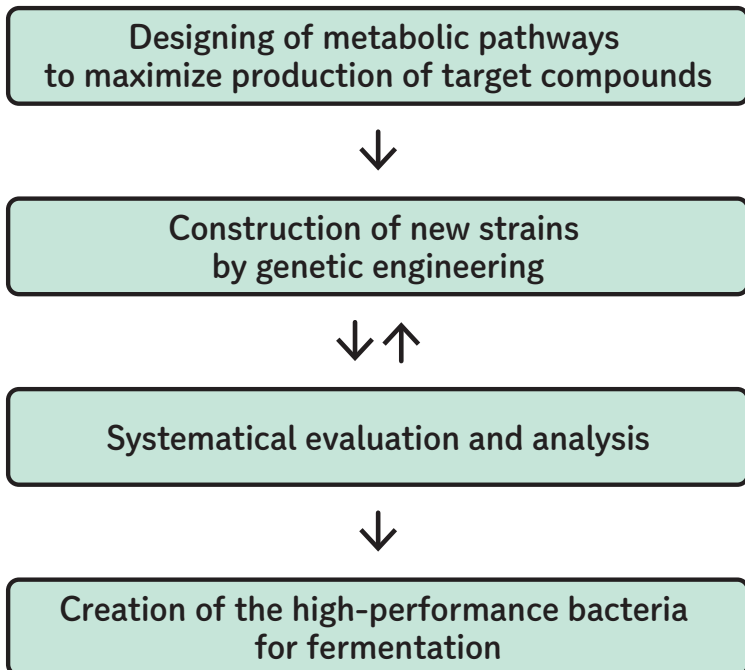 Designing of metabolic pathways
to maximize production of target compounds
Construction of new strains
by genetic engineering
Systematical evaluation and analysis
Creation of the high-performance bacteria
for fermentation